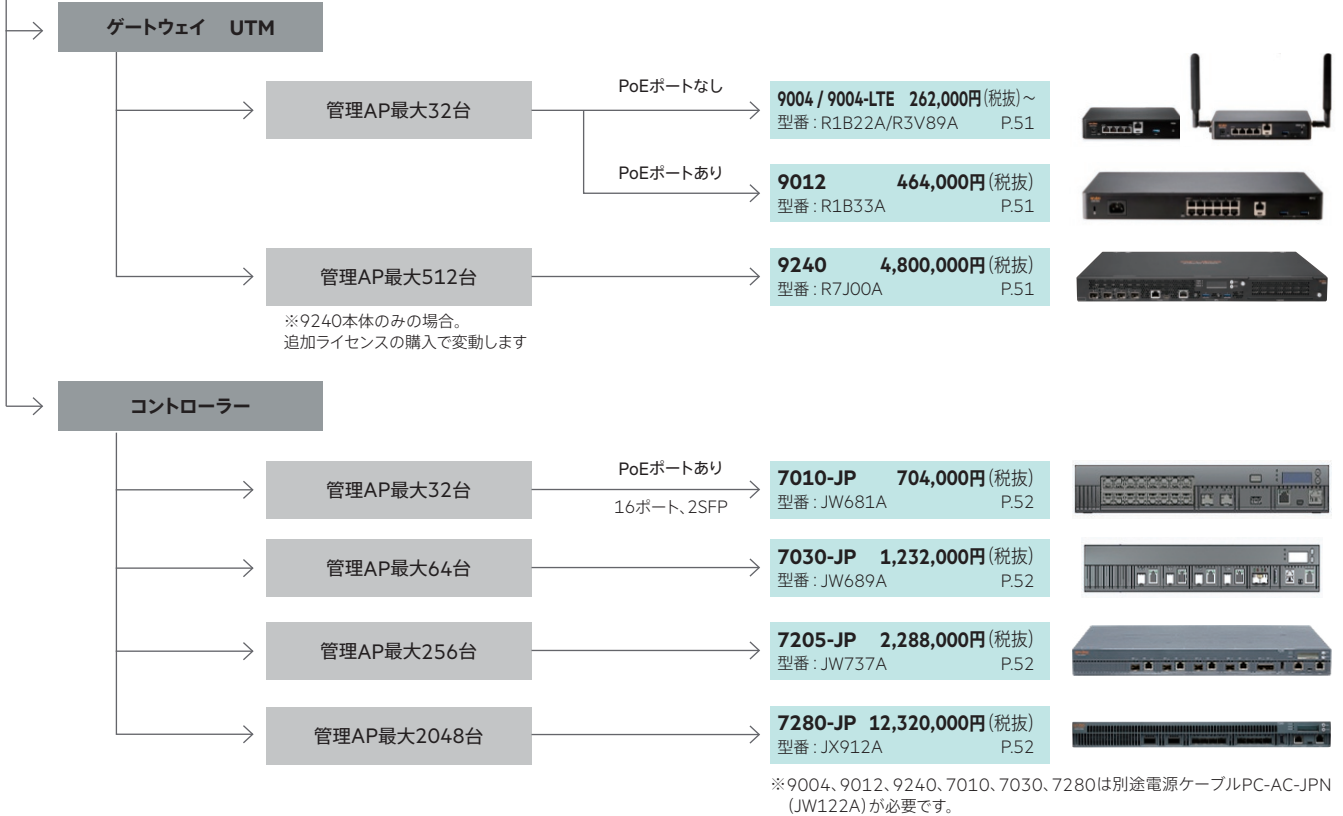 ゲートウェイ UTM
管理AP最大32台
PoEポートなし
9004 / 9004-LTE 262,000円(税抜)~
型番:R1B22A/R3V89A P.51
PoEポートあり
9012 464,000円(税抜)
型番:R1B33A P.51
管理AP最大512台
9240 4,800,000円(税抜)
型番:R7J00A P.51
※9240本体のみの場合。
追加ライセンスの購入で変動します
コントローラー
管理AP最大32台
PoEポートあり
16ポート、2SFP
7010-JP 704,000円(税抜)
型番:JW681A P.52
管理AP最大64台
7030-JP 1,232,000円(税抜)
型番:JW689A P.52
管理AP最大256台
7205-JP 2,288,000円(税抜)
型番:JW737A P.52
管理AP最大2048台
7280-JP 12,320,000円(税抜)
型番:JX912A P.52
※9004、9012、9240、7010、7030、7280は別途電源ケーブルPC-AC-JPN
(JW122A)が必要です。